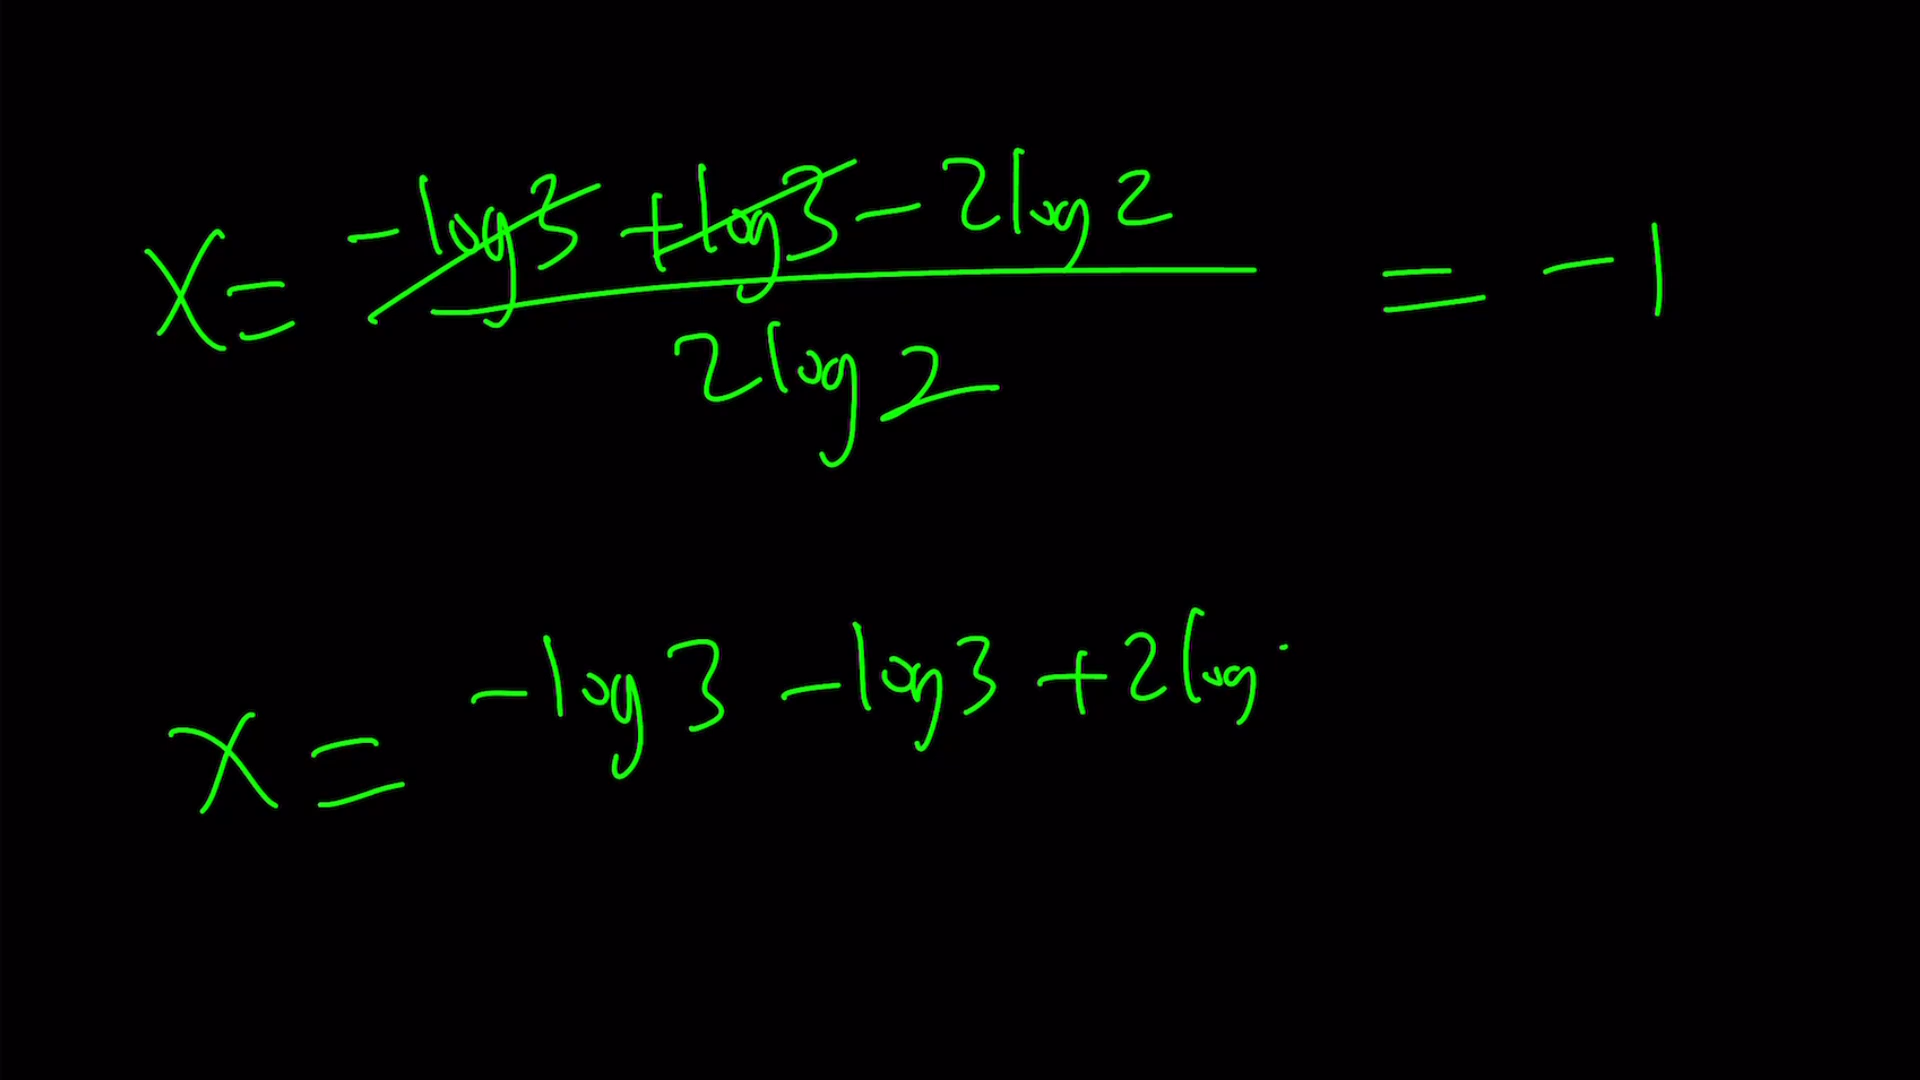 x = -log3 + log3 - 2log2 = -1
2log2
x = -log3 - log3 + 2log